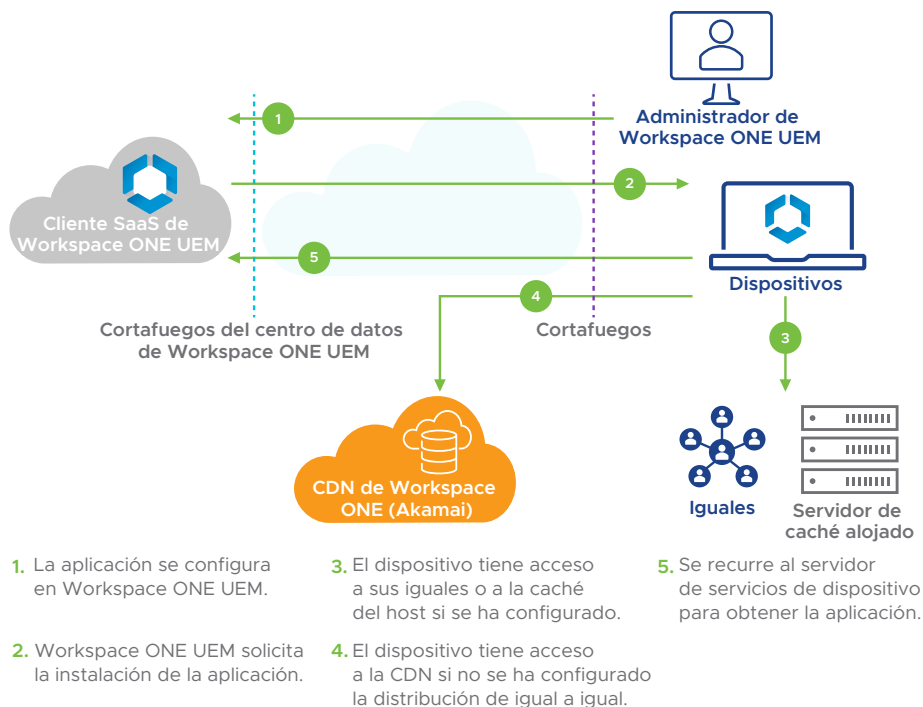 1
Administrador de
Workspace ONE UEM
2
Cliente SaaS de
Workspace ONE UEM
5
Dispositivos
4
Cortafuegos del centro de datos
de Workspace ONE UEM
Cortafuegos
3
CDN de Workspace
ONE (Akamai)
Iguales
Servidor de
caché alojado
1. La aplicación se configura
en Workspace ONE UEM.
2. Workspace ONE UEM solicita
la instalación de la aplicación.
3. El dispositivo tiene acceso
a sus iguales o a la caché
del host si se ha configurado.
4. El dispositivo tiene acceso
a la CDN si no se ha configurado
la distribución de igual a igual.
5. Se recurre al servidor
de servicios de dispositivo
para obtener la aplicación.